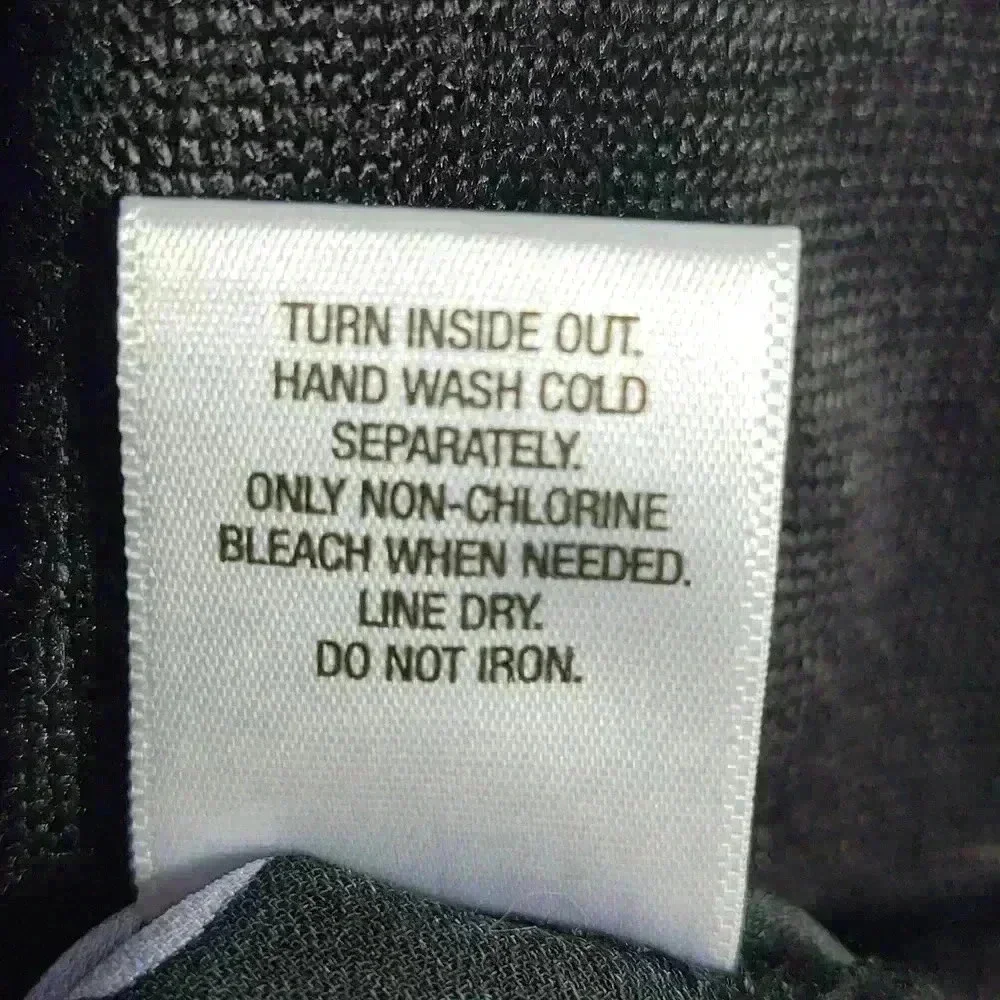 TURN INSIDE OUT.
HAND WASH COLD
SEPARATELY.
ONLY NON-CHLORINE
BLEACH WHEN NEEDED.
LINE DRY.
DO NOT IRON.